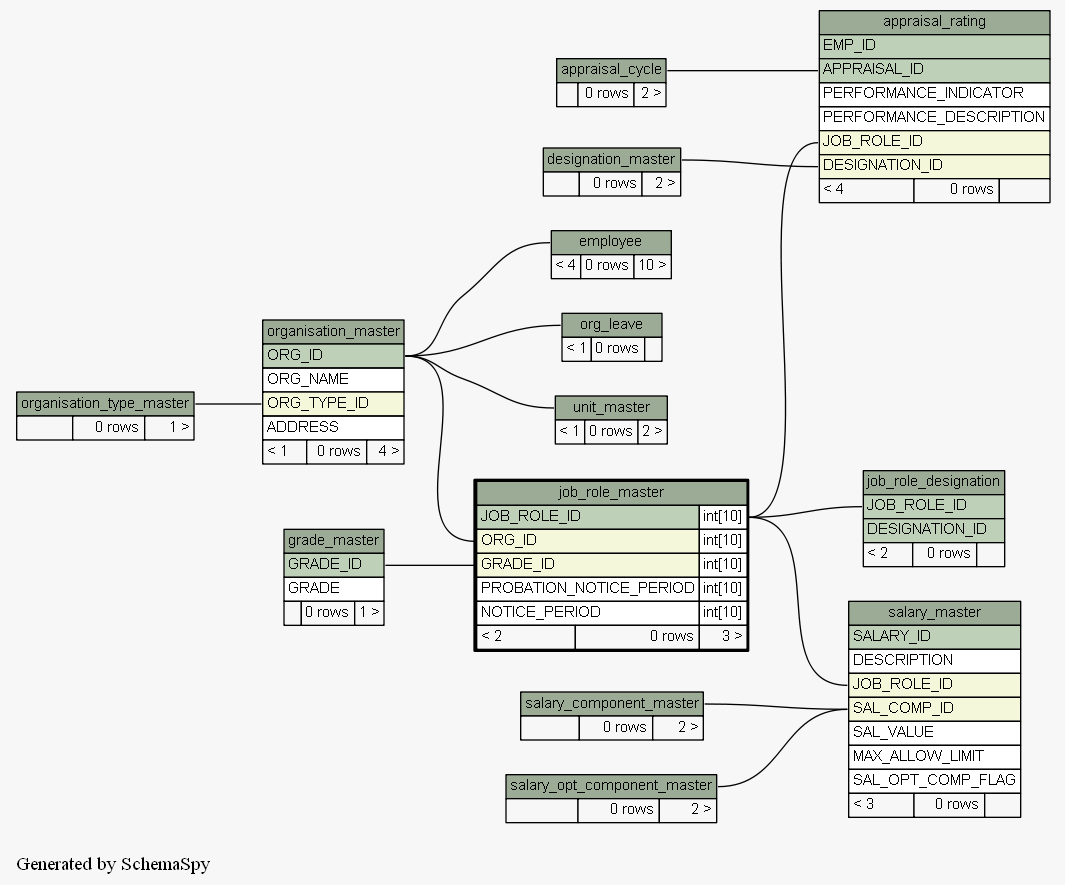 appraisal_rating
EMP_ID
APPRAISAL_ID
PERFORMANCE_INDICATOR
PERFORMANCE_DESCRIPTION
JOB_ROLE_ID
DESIGNATION_ID
< 4 0 rows
appraisal_cycle
0 rows 2 >
designation_master
0 rows 2 >
employee
< 4 0 rows 10 >
org_leave
< 1 0 rows
unit_master
< 1 0 rows 2 >
organisation_master
ORG_ID
ORG_NAME
ORG_TYPE_ID
ADDRESS
< 1 0 rows 4 >
organisation_type_master
0 rows 1 >
job_role_master
JOB_ROLE_ID int[10]
ORG_ID int[10]
GRADE_ID int[10]
PROBATION_NOTICE_PERIOD int[10]
NOTICE_PERIOD int[10]
< 2 0 rows 3 >
grade_master
GRADE_ID
GRADE
0 rows 1 >
job_role_designation
JOB_ROLE_ID
DESIGNATION_ID
< 2 0 rows
salary_master
SALARY_ID
DESCRIPTION
JOB_ROLE_ID
SAL_COMP_ID
SAL_VALUE
MAX_ALLOW_LIMIT
SAL_OPT_COMP_FLAG
< 3 0 rows
salary_component_master
0 rows 2 >
salary_opt_component_master
0 rows 2 >
Generated by SchemaSpy